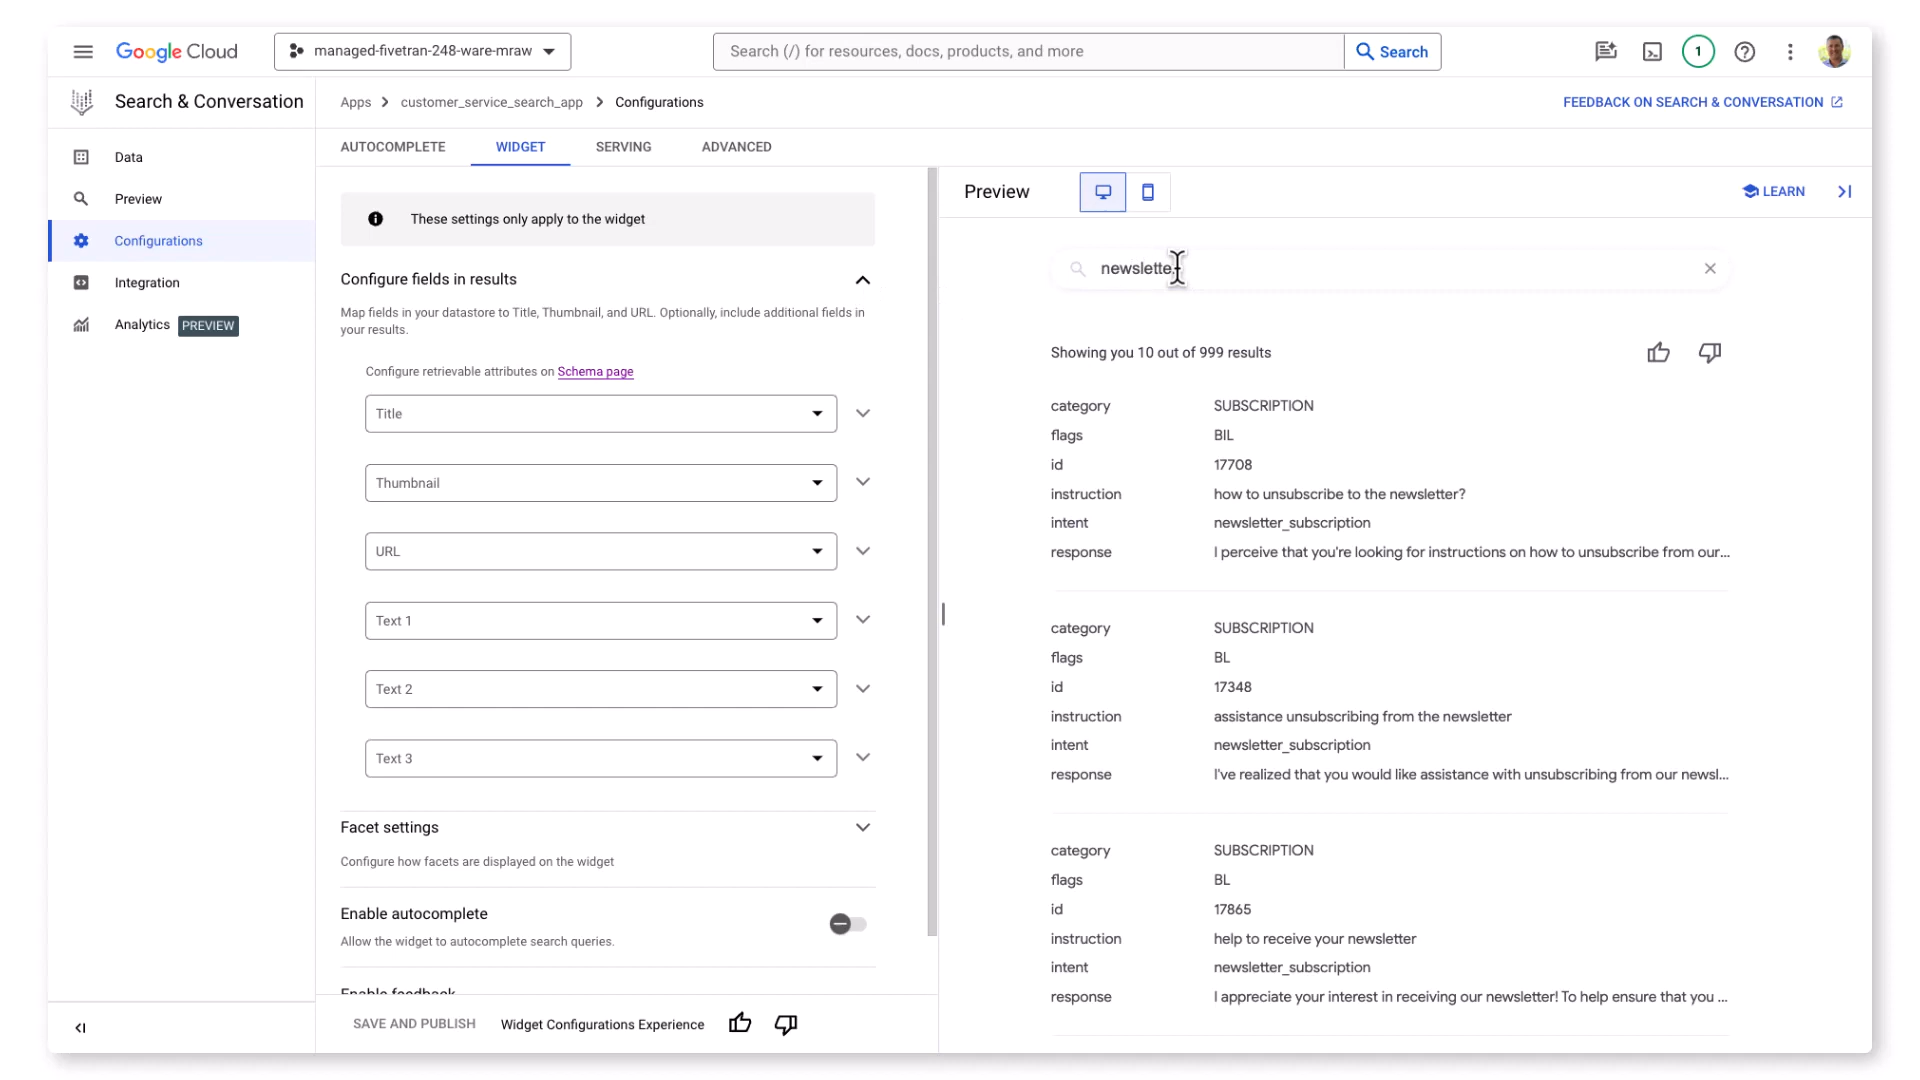 Google Cloud
managed-fivetran-248-ware-mraw
Search (/) for resources, docs, products, and more
Search
1
Search & Conversation
Apps
customer_service_search_app
Configurations
FEEDBACK ON SEARCH & CONVERSATION
Data
Preview
Configurations
Integration
Analytics PREVIEW
AUTOCOMPLETE
WIDGET
SERVING
ADVANCED
These settings only apply to the widget
Configure fields in results
Map fields in your datastore to Title, Thumbnail, and URL. Optionally, include additional fields in
your results.
Configure retrievable attributes on Schema page
Title
Thumbnail
URL
Text 1
Text 2
Text 3
Facet settings
Configure how facets are displayed on the widget
Enable autocomplete
Allow the widget to autocomplete search queries.
Enable feedback
SAVE AND PUBLISH
Widget Configurations Experience
Preview
LEARN
newsletter
Showing you 10 out of 999 results
category SUBSCRIPTION
flags BIL
id 17708
instruction how to unsubscribe to the newsletter?
intent newsletter_subscription
response I perceive that you're looking for instructions on how to unsubscribe from our...
category SUBSCRIPTION
flags BL
id 17348
instruction assistance unsubscribing from the newsletter
intent newsletter_subscription
response I've realized that you would like assistance with unsubscribing from our newsl...
category SUBSCRIPTION
flags BL
id 17865
instruction help to receive your newsletter
intent newsletter_subscription
response I appreciate your interest in receiving our newsletter! To help ensure that you ...